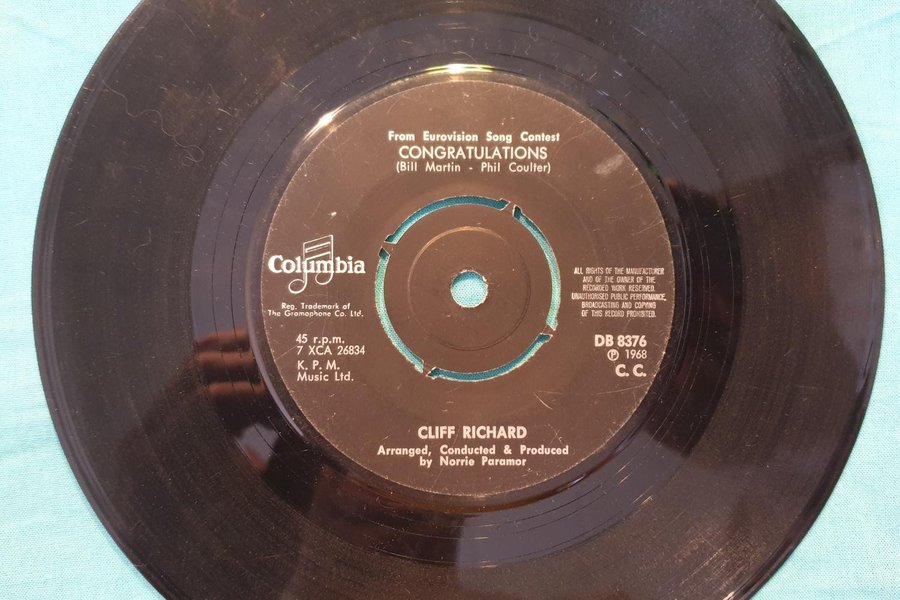 From Eurovision Song Contest
CONGRATULATIONS
(Bill Martin - Phil Coulter)
Columbia
Reg. Trademark of
The Gramophone Co. Ltd.
45 r.p.m.
7 XCA 26834
K. P. M.
Music Ltd.
ALL RIGHTS OF THE MANUFACTURER
AND OF THE OWNER OF THE
RECORDED WORK RESERVED.
UNAUTHORISED PUBLIC PERFORMANCE,
BROADCASTING AND COPYING
OF THIS RECORD PROHIBITED.
DB 8376
℗ 1968
C. C.
CLIFF RICHARD
Arranged, Conducted & Produced
by Norrie Paramor